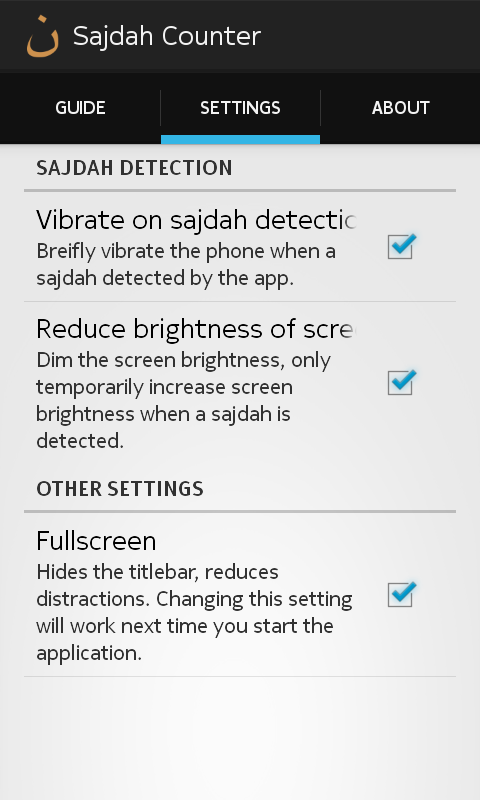 ن Sajdah Counter
GUIDE SETTINGS ABOUT
SAJDAH DETECTION
Vibrate on sajdah detectic
Breifly vibrate the phone when a
sajdah detected by the app.
Reduce brightness of scre
Dim the screen brightness, only
temporarily increase screen
brightness when a sajdah is
detected.
OTHER SETTINGS
Fullscreen
Hides the titlebar, reduces
distractions. Changing this setting
will work next time you start the
application.